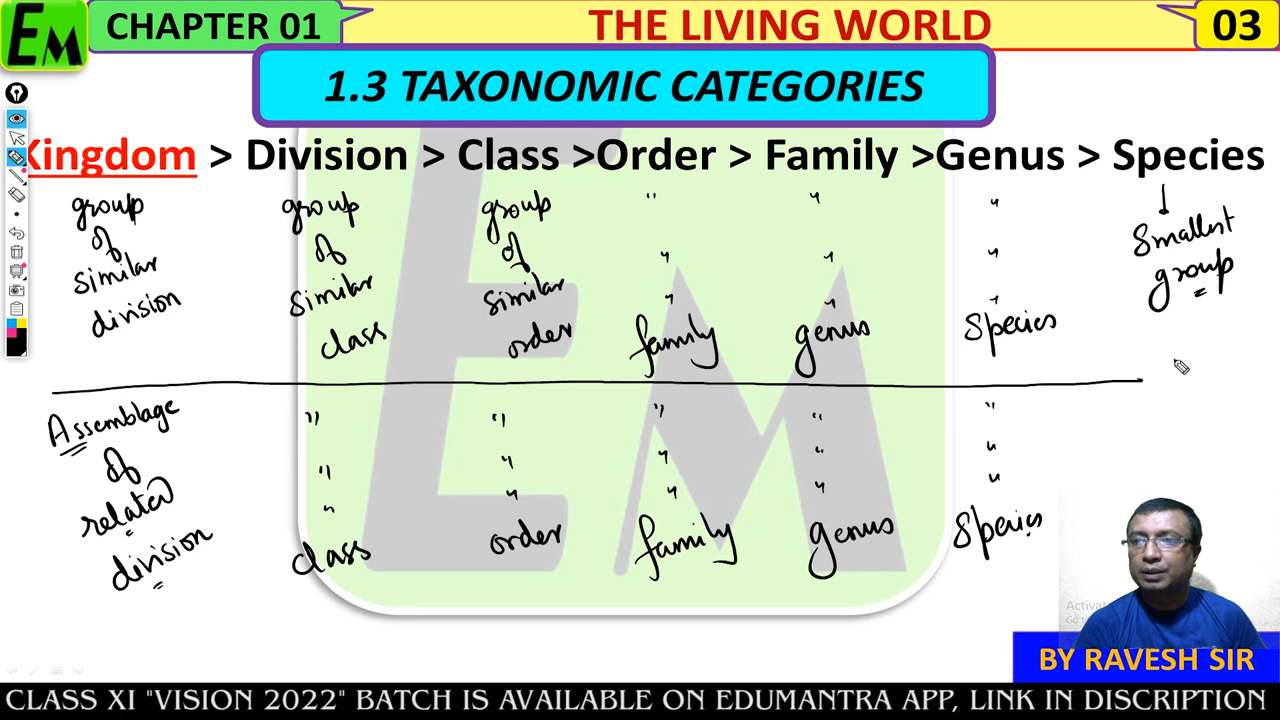 EM CHAPTER 01 THE LIVING WORLD 03
1.3 TAXONOMIC CATEGORIES
Kingdom > Division > Class >Order > Family >Genus > Species
group group group " " "
of of of " " "
similar similar similar " " "
division class order family genus Species
Smallest
group
Assemblage " " " " "
of " " " " "
related " " " " "
division class order family genus Species
Activat
Go to
BY RAVESH SIR
CLASS XI "VISION 2022" BATCH IS AVAILABLE ON EDUMANTRA APP, LINK IN DISCRIPTION